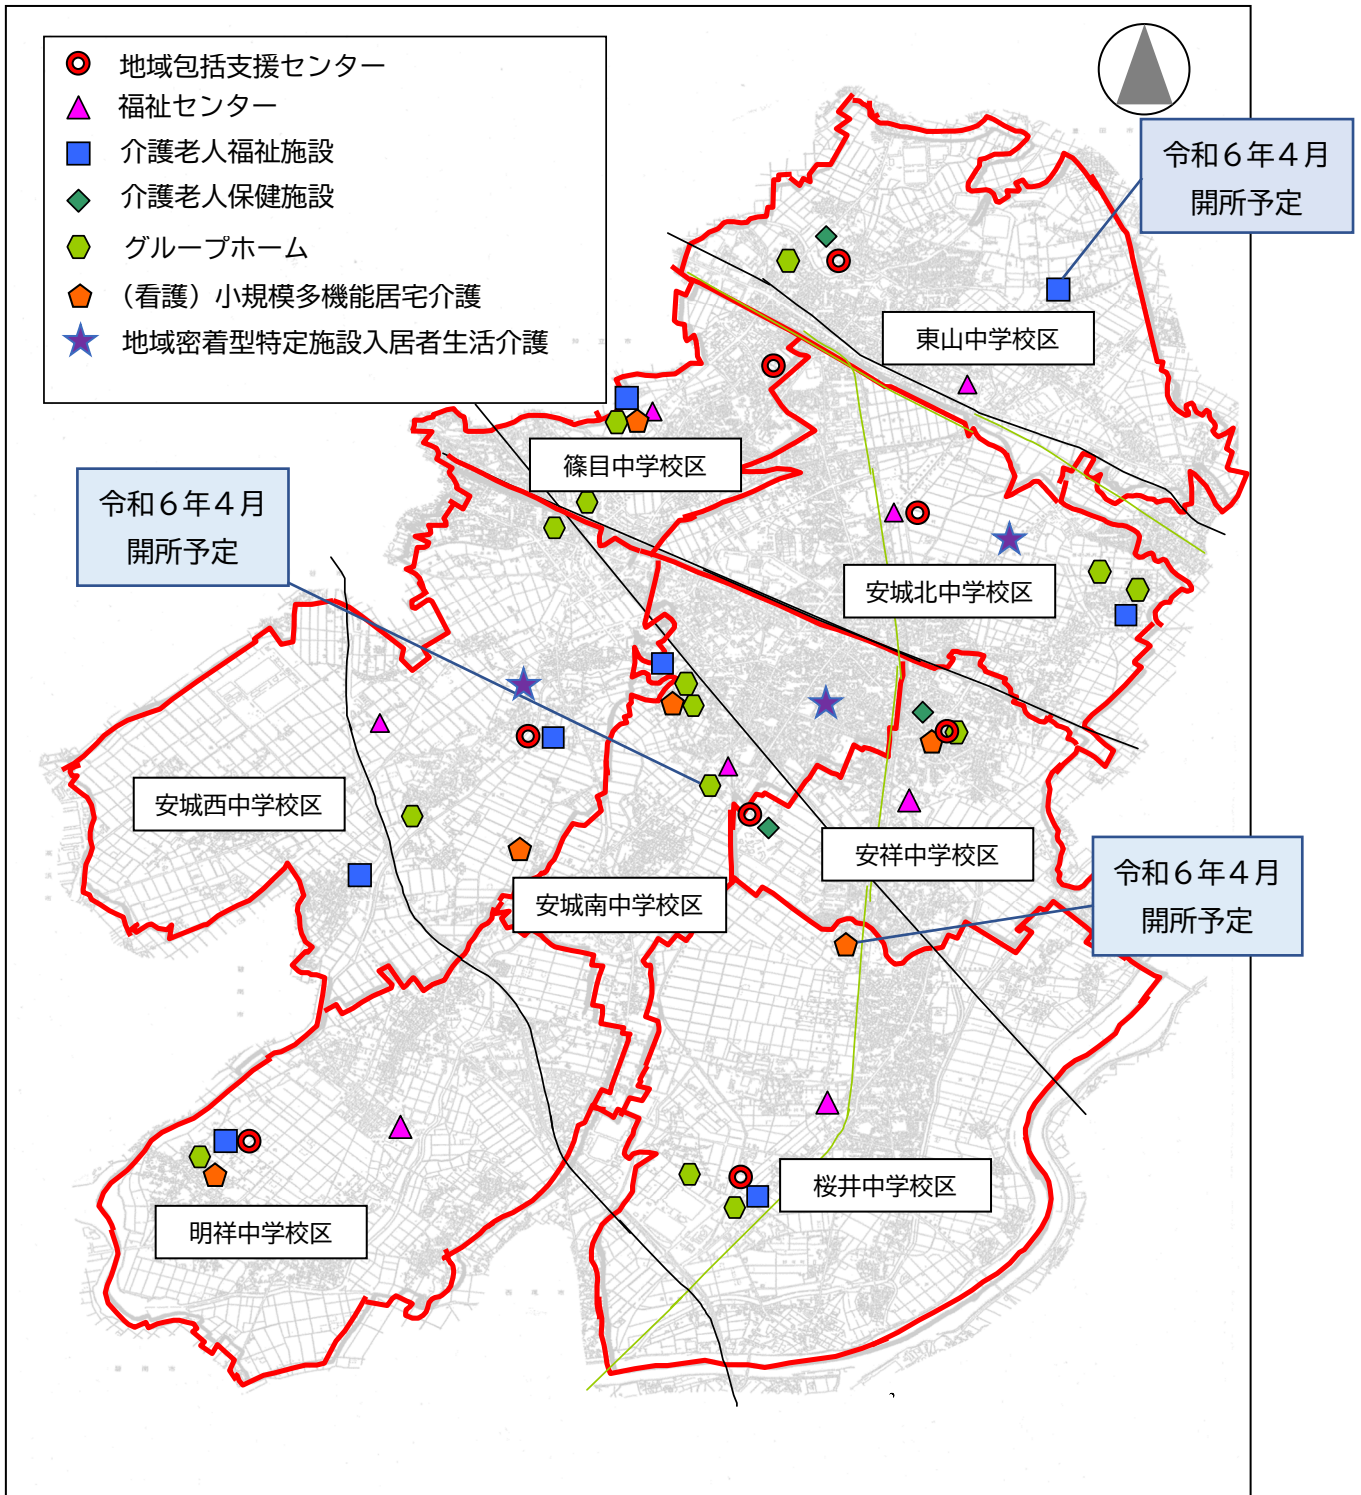 地域包括支援センター
福祉センター
介護老人福祉施設
介護老人保健施設
グループホーム
（看護）小規模多機能居宅介護
地域密着型特定施設入居者生活介護
令和６年４月
開所予定
東山中学校区
篠目中学校区
令和６年４月
開所予定
安城北中学校区
安城西中学校区
安祥中学校区
安城南中学校区
令和６年４月
開所予定
桜井中学校区
明祥中学校区